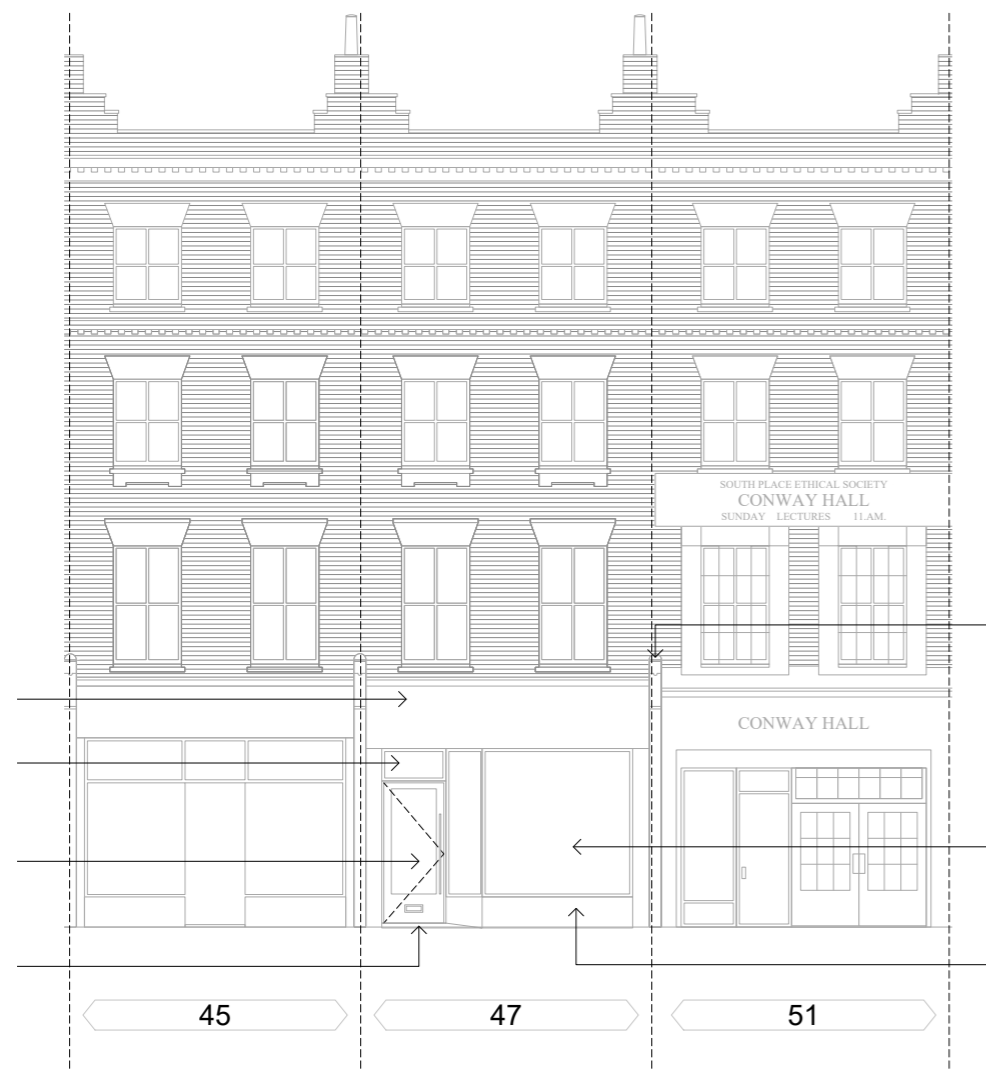 SOUTH PLACE ETHICAL SOCIETY
CONWAY HALL
SUNDAY LECTURES 11.AM.
CONWAY HALL
45
47
51